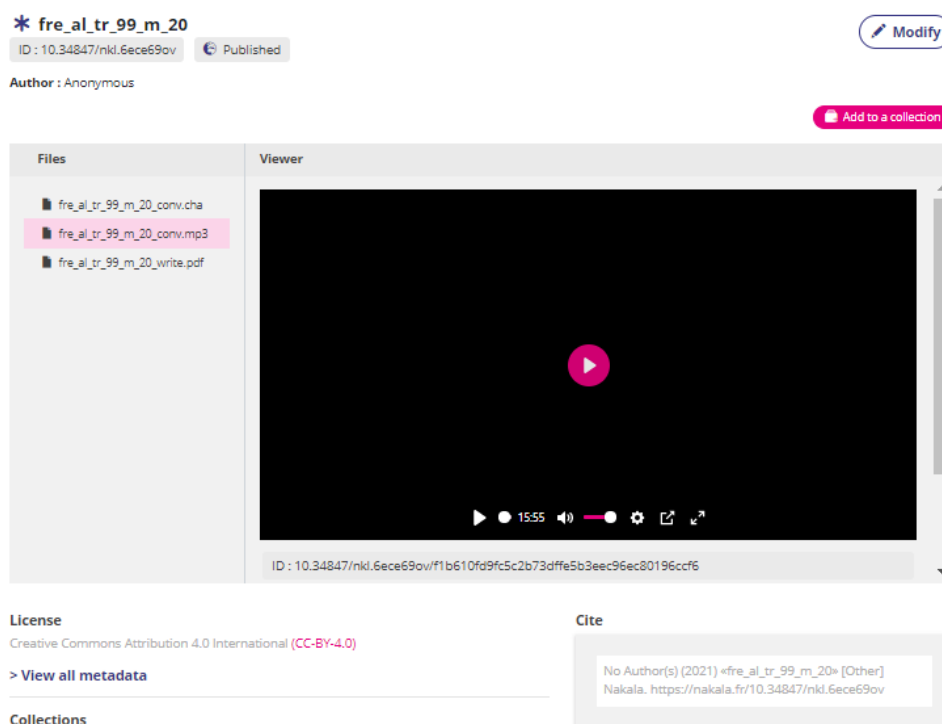 fre_al_tr_99_m_20
ID : 10.34847/nkl.6ece69ov
Published
Modify
Author : Anonymous
Add to a collection
Files
Viewer
fre_al_tr_99_m_20_conv.cha
fre_al_tr_99_m_20_conv.mp3
fre_al_tr_99_m_20_write.pdf
15:55
ID : 10.34847/nkl.6ece69ov/f1b610fd9fc5c2b73dffe5b3eec96ec80196ccf6
License
Creative Commons Attribution 4.0 International (CC-BY-4.0)
> View all metadata
Collections
Cite
No Author(s) (2021) «fre_al_tr_99_m_20» [Other]
Nakala. https://nakala.fr/10.34847/nkl.6ece69ov